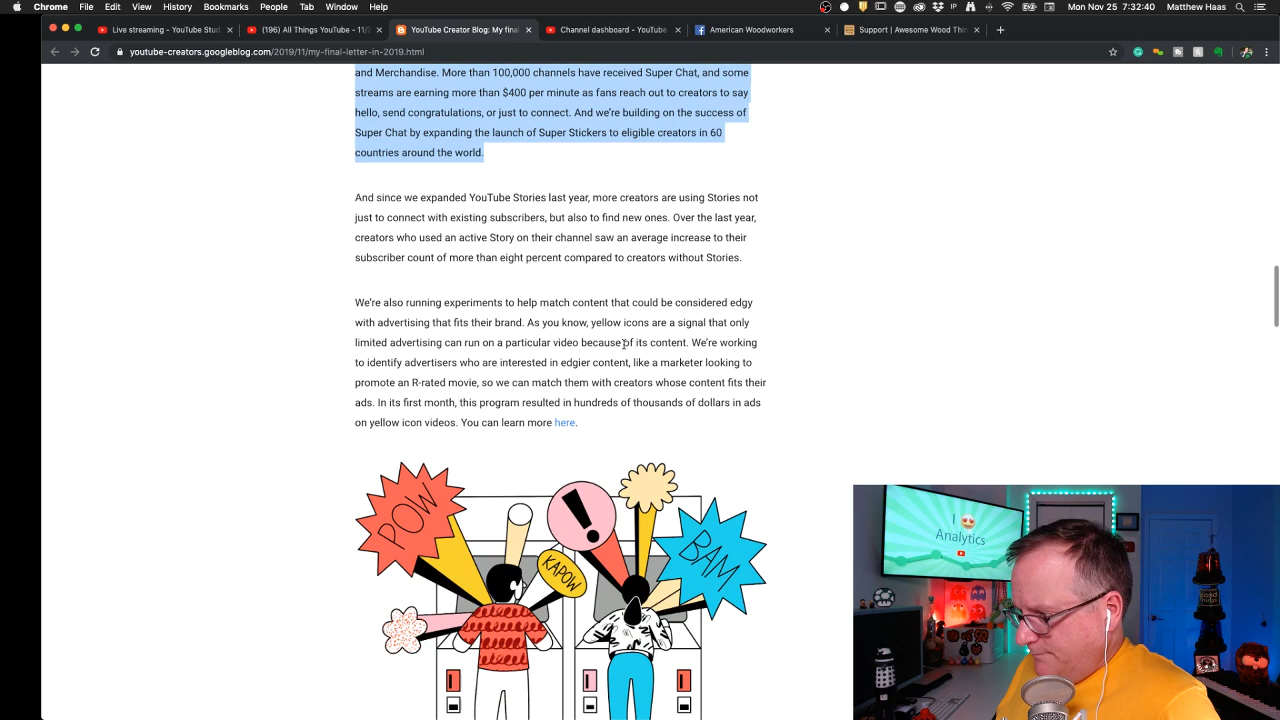 Chrome File Edit View History Bookmarks People Tab Window Help
Wed Nov 27 7:32:40 Matthew Haas
Live streaming - YouTube Stud
(196) All Things YouTube - 11/2
YouTube Creator Blog: My final
Channel dashboard - YouTube
American Woodworkers
Support | Awesome Wood Thin
youtube-creators.googleblog.com/2019/11/my-final-letter-in-2019.html
and Merchandise. More than 100,000 channels have received Super Chat, and some
streams are earning more than $400 per minute as fans reach out to creators to say
hello, send congratulations, or just to connect. And we're building on the success of
Super Chat by expanding the launch of Super Stickers to eligible creators in 60
countries around the world.
And since we expanded YouTube Stories last year, more creators are using Stories not
just to connect with existing subscribers, but also to find new ones. Over the last year,
creators who used an active Story on their channel saw an average increase to their
subscriber count of more than eight percent compared to creators without Stories.
We're also running experiments to help match content that could be considered edgy
with advertising that fits their brand. As you know, yellow icons are a signal that only
limited advertising can run on a particular video because of its content. We're working
to identify advertisers who are interested in edgier content, like a marketer looking to
promote an R-rated movie, so we can match them with creators whose content fits their
ads. In its first month, this program resulted in hundreds of thousands of dollars in ads
on yellow icon videos. You can learn more here.
POW
KAPOW
!
BAM
I
Analytics